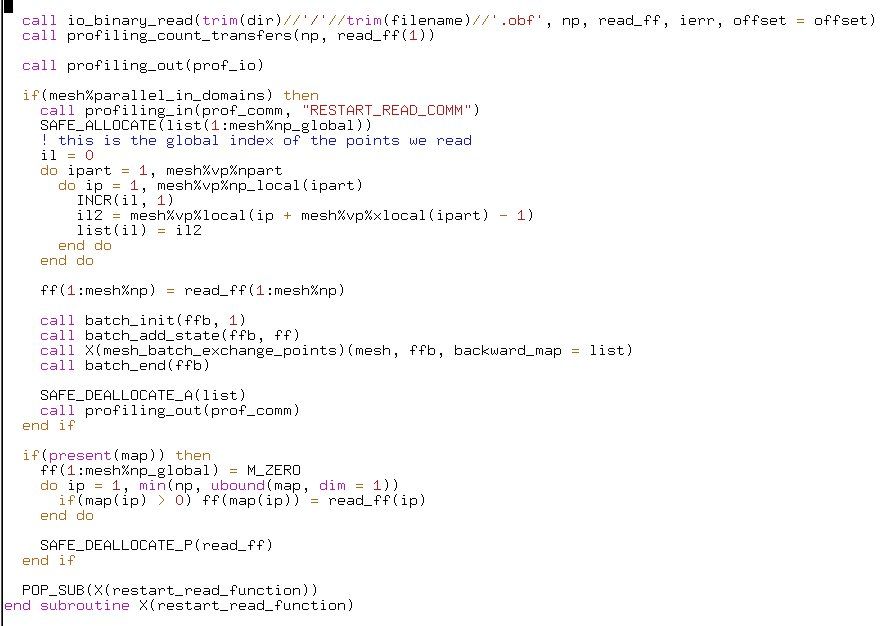 call io_binary_read(trim(dir)//'/'//trim(filename)//'.obf', np, read_ff, ierr, offset = offset)
call profiling_count_transfers(np, read_ff(1))
call profiling_out(prof_io)
if(mesh%parallel_in_domains) then
call profiling_in(prof_comm, "RESTART_READ_COMM")
SAFE_ALLOCATE(list(1:mesh%np_global))
! this is the global index of the points we read
il = 0
do ipart = 1, mesh%vp%npart
do ip = 1, mesh%vp%np_local(ipart)
INCR(il, 1)
il2 = mesh%vp%local(ip + mesh%vp%xlocal(ipart) - 1)
list(il) = il2
end do
end do
ff(1:mesh%np) = read_ff(1:mesh%np)
call batch_init(ffb, 1)
call batch_add_state(ffb, ff)
call X(mesh_batch_exchange_points)(mesh, ffb, backward_map = list)
call batch_end(ffb)
SAFE_DEALLOCATE_A(list)
call profiling_out(prof_comm)
end if
if(present(map)) then
ff(1:mesh%np_global) = M_ZERO
do ip = 1, min(np, ubound(map, dim = 1))
if(map(ip) > 0) ff(map(ip)) = read_ff(ip)
end do
SAFE_DEALLOCATE_P(read_ff)
end if
POP_SUB(X(restart_read_function))
end subroutine X(restart_read_function)